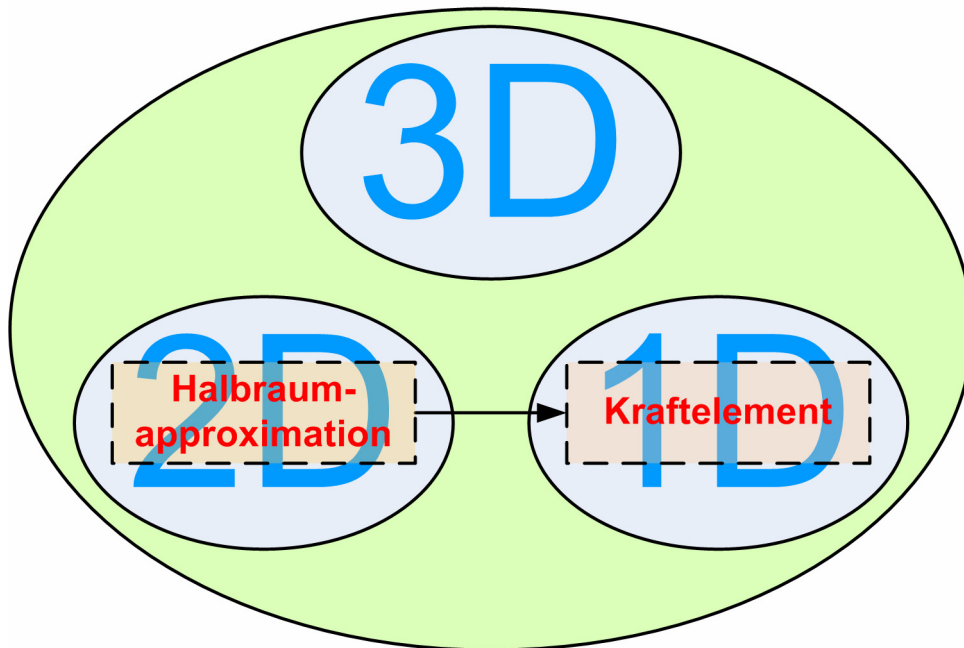 3D
2D
Halbraum-
approximation
1D
Kraftelement